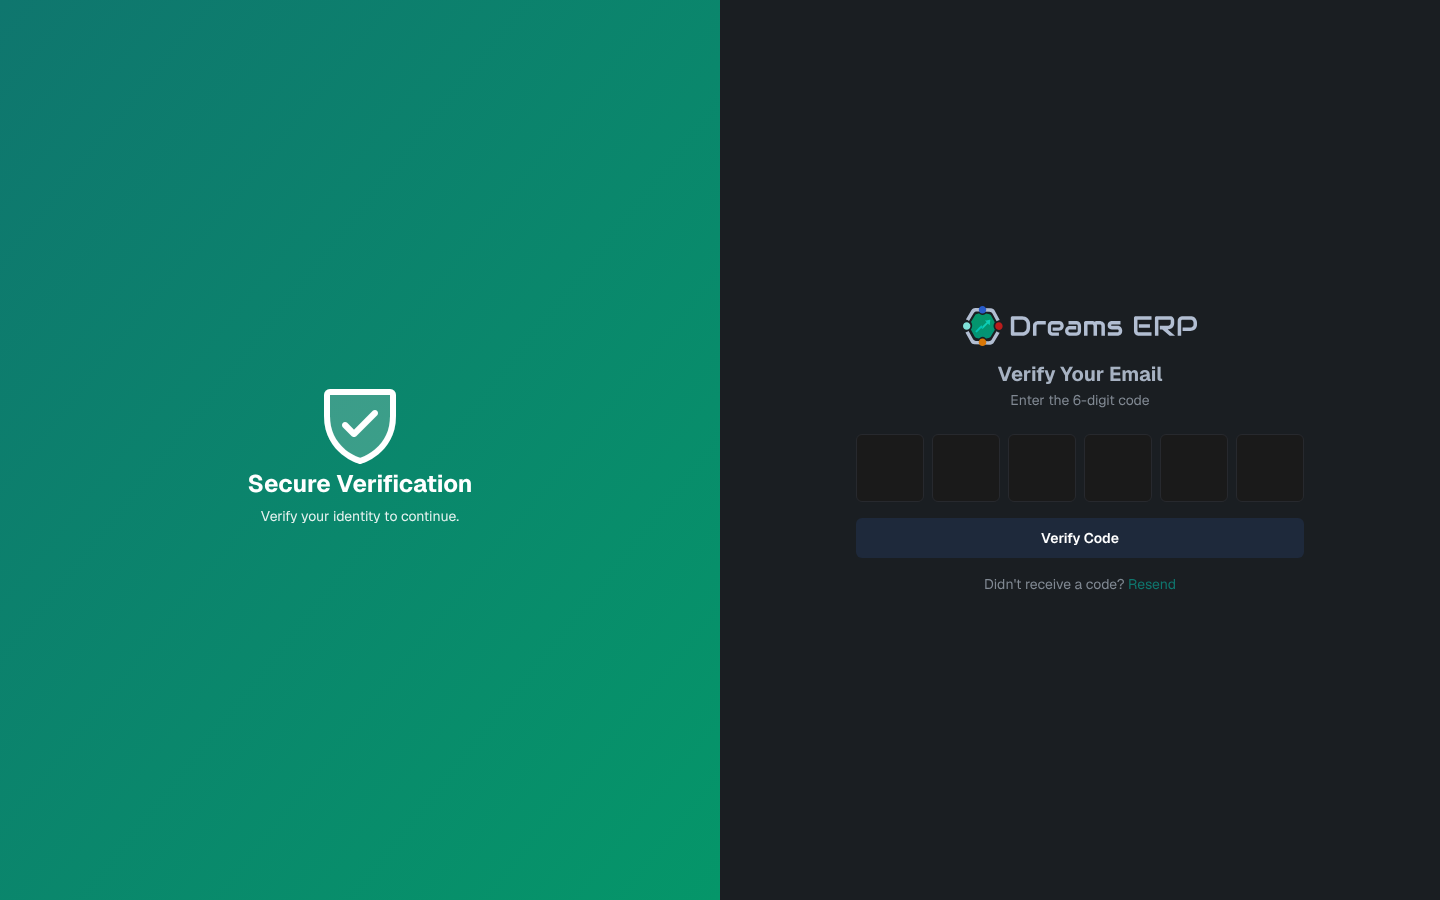 Secure Verification
Verify your identity to continue.
Dreams ERP
Verify Your Email
Enter the 6-digit code
Verify Code
Didn't receive a code? Resend